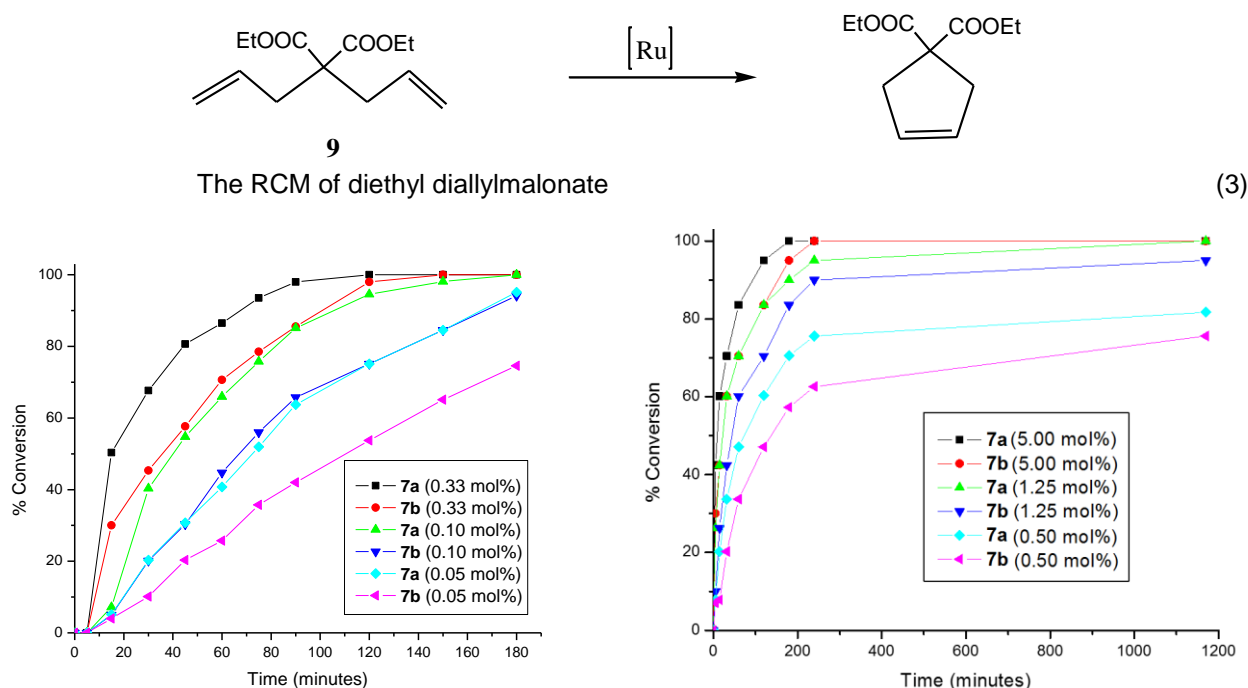 EtOOC COOEt
[Ru]
EtOOC COOEt
9
The RCM of diethyl diallylmalonate (3)
% Conversion
100
80
60
40
20
0
0 20 40 60 80 100 120 140 160 180
Time (minutes)
7a (0.33 mol%)
7b (0.33 mol%)
7a (0.10 mol%)
7b (0.10 mol%)
7a (0.05 mol%)
7b (0.05 mol%)
% Conversion
100
80
60
40
20
0
0 200 400 600 800 1000 1200
Time (minutes)
7a (5.00 mol%)
7b (5.00 mol%)
7a (1.25 mol%)
7b (1.25 mol%)
7a (0.50 mol%)
7b (0.50 mol%)